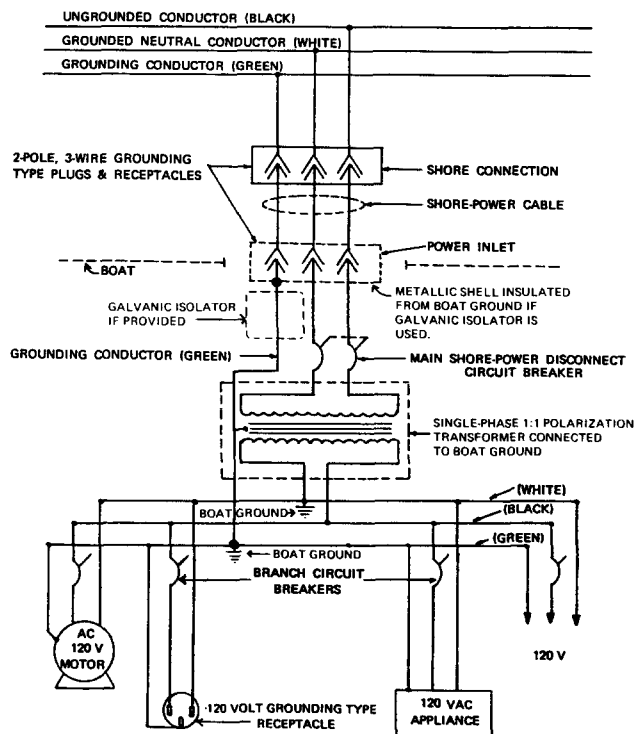 UNGROUNDED CONDUCTOR (BLACK)
GROUNDED NEUTRAL CONDUCTOR (WHITE)
GROUNDING CONDUCTOR (GREEN)
2-POLE, 3-WIRE GROUNDING
TYPE PLUGS & RECEPTACLES
SHORE CONNECTION
SHORE-POWER CABLE
POWER INLET
BOAT
METALLIC SHELL INSULATED
FROM BOAT GROUND IF
GALVANIC ISOLATOR IS
USED.
GALVANIC ISOLATOR
IF PROVIDED
GROUNDING CONDUCTOR (GREEN)
MAIN SHORE-POWER DISCONNECT
CIRCUIT BREAKER
SINGLE-PHASE 1:1 POLARIZATION
TRANSFORMER CONNECTED
TO BOAT GROUND
(WHITE)
BOAT GROUND
(BLACK)
(GREEN)
BOAT GROUND
BRANCH CIRCUIT
BREAKERS
AC
120 V
MOTOR
120 V
120 VOLT GROUNDING TYPE
RECEPTACLE
120 VAC
APPLIANCE